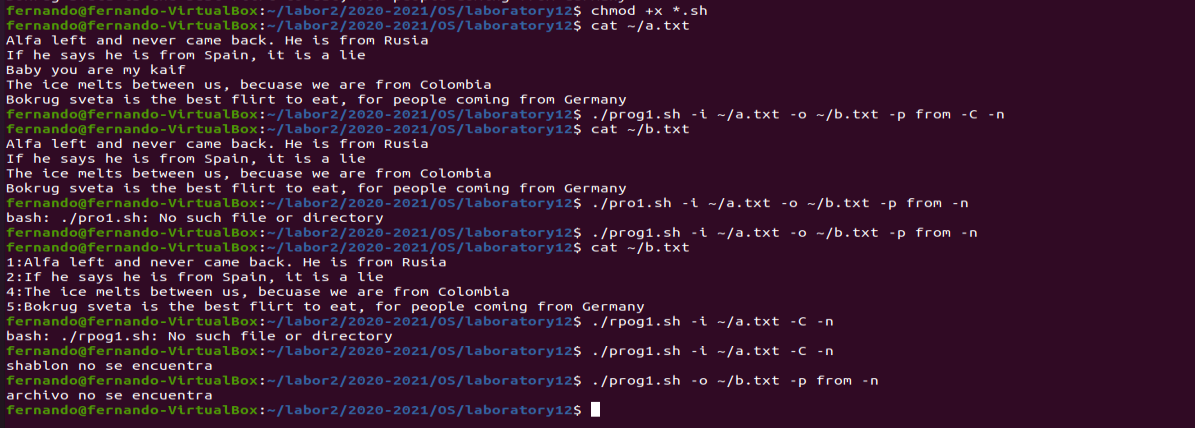 fernando@fernando-VirtualBox:~/labor2/2020-2021/OS/laboratory12$ chmod +x *.sh
fernando@fernando-VirtualBox:~/labor2/2020-2021/OS/laboratory12$ cat ~/a.txt
Alfa left and never came back. He is from Rusia
If he says he is from Spain, it is a lie
Baby you are my kaif
The ice melts between us, becuase we are from Colombia
Bokrug sveta is the best flirt to eat, for people coming from Germany
fernando@fernando-VirtualBox:~/labor2/2020-2021/OS/laboratory12$ ./prog1.sh -i ~/a.txt -o ~/b.txt -p from -C -n
fernando@fernando-VirtualBox:~/labor2/2020-2021/OS/laboratory12$ cat ~/b.txt
Alfa left and never came back. He is from Rusia
If he says he is from Spain, it is a lie
The ice melts between us, becuase we are from Colombia
Bokrug sveta is the best flirt to eat, for people coming from Germany
fernando@fernando-VirtualBox:~/labor2/2020-2021/OS/laboratory12$ ./pro1.sh -i ~/a.txt -o ~/b.txt -p from -n
bash: ./pro1.sh: No such file or directory
fernando@fernando-VirtualBox:~/labor2/2020-2021/OS/laboratory12$ ./prog1.sh -i ~/a.txt -o ~/b.txt -p from -n
fernando@fernando-VirtualBox:~/labor2/2020-2021/OS/laboratory12$ cat ~/b.txt
1:Alfa left and never came back. He is from Rusia
2:If he says he is from Spain, it is a lie
4:The ice melts between us, becuase we are from Colombia
5:Bokrug sveta is the best flirt to eat, for people coming from Germany
fernando@fernando-VirtualBox:~/labor2/2020-2021/OS/laboratory12$ ./rpog1.sh -i ~/a.txt -C -n
bash: ./rpog1.sh: No such file or directory
fernando@fernando-VirtualBox:~/labor2/2020-2021/OS/laboratory12$ ./prog1.sh -i ~/a.txt -C -n
shablon no se encuentra
fernando@fernando-VirtualBox:~/labor2/2020-2021/OS/laboratory12$ ./prog1.sh -o ~/b.txt -p from -n
archivo no se encuentra
fernando@fernando-VirtualBox:~/labor2/2020-2021/OS/laboratory12$